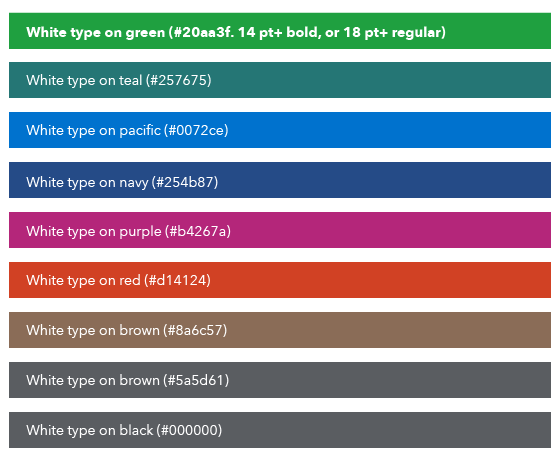 White type on green (#20aa3f. 14 pt+ bold, or 18 pt+ regular)
White type on teal (#257675)
White type on pacific (#0072ce)
White type on navy (#254b87)
White type on purple (#b4267a)
White type on red (#d14124)
White type on brown (#8a6c57)
White type on brown (#5a5d61)
White type on black (#000000)